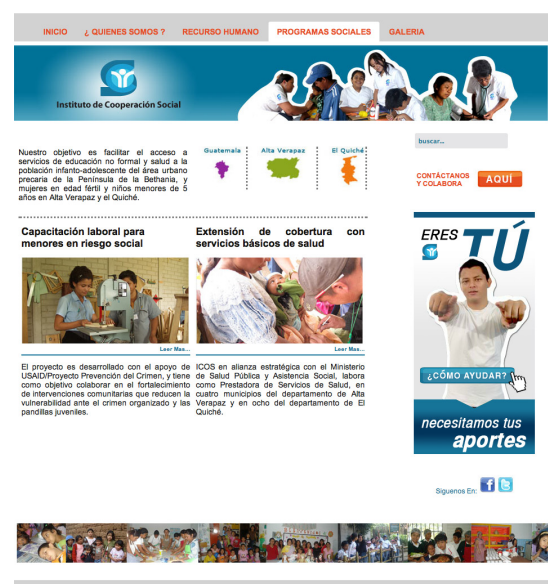 INICIO ¿ QUIENES SOMOS ? RECURSO HUMANO PROGRAMAS SOCIALES GALERIA
Instituto de Cooperación Social
Nuestro objetivo es facilitar el acceso a
servicios de educación no formal y salud a la
población infanto-adolescente del área urbano
precaria de la Península de la Bethania, y
mujeres en edad fértil y niños menores de 5
años en Alta Verapaz y el Quiché.
Guatemala Alta Verapaz El Quiché
buscar...
CONTÁCTANOS
Y COLABORA
AQUÍ
Capacitación laboral para
menores en riesgo social
Leer Mas...
El proyecto es desarrollado con el apoyo de
USAID/Proyecto Prevención del Crimen, y tiene
como objetivo colaborar en el fortalecimiento
de intervenciones comunitarias que reducen la
vulnerabilidad ante el crimen organizado y las
pandillas juveniles.
Extensión de cobertura con
servicios básicos de salud
Leer Mas...
ICOS en alianza estratégica con el Ministerio
de Salud Pública y Asistencia Social, labora
como Prestadora de Servicios de Salud, en
cuatro municipios del departamento de Alta
Verapaz y en ocho del departamento de El
Quiché.
ERES TÚ
¿CÓMO AYUDAR?
necesitamos tus
aportes
Siguenos En: